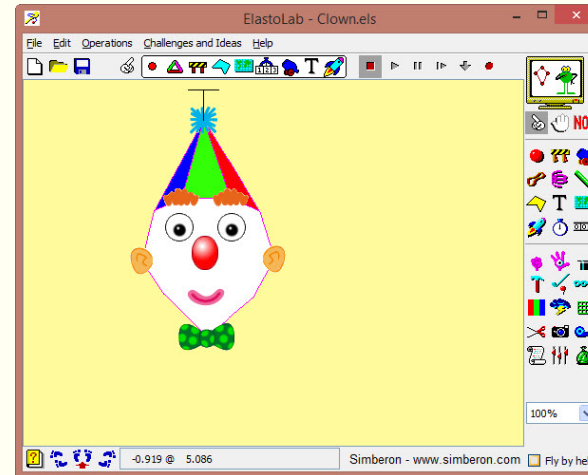 ElastoLab - Clown.els
File Edit Operations Challenges and Ideas Help
T
NO
T
T
100%
-0.919 @ 5.086
Simberon - www.simberon.com
Fly by hel